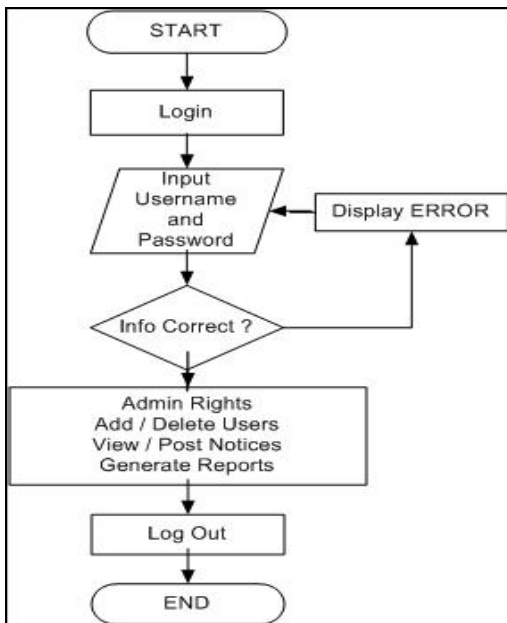 START
Login
Input
Username
and
Password
Display ERROR
Info Correct ?
Admin Rights
Add / Delete Users
View / Post Notices
Generate Reports
Log Out
END